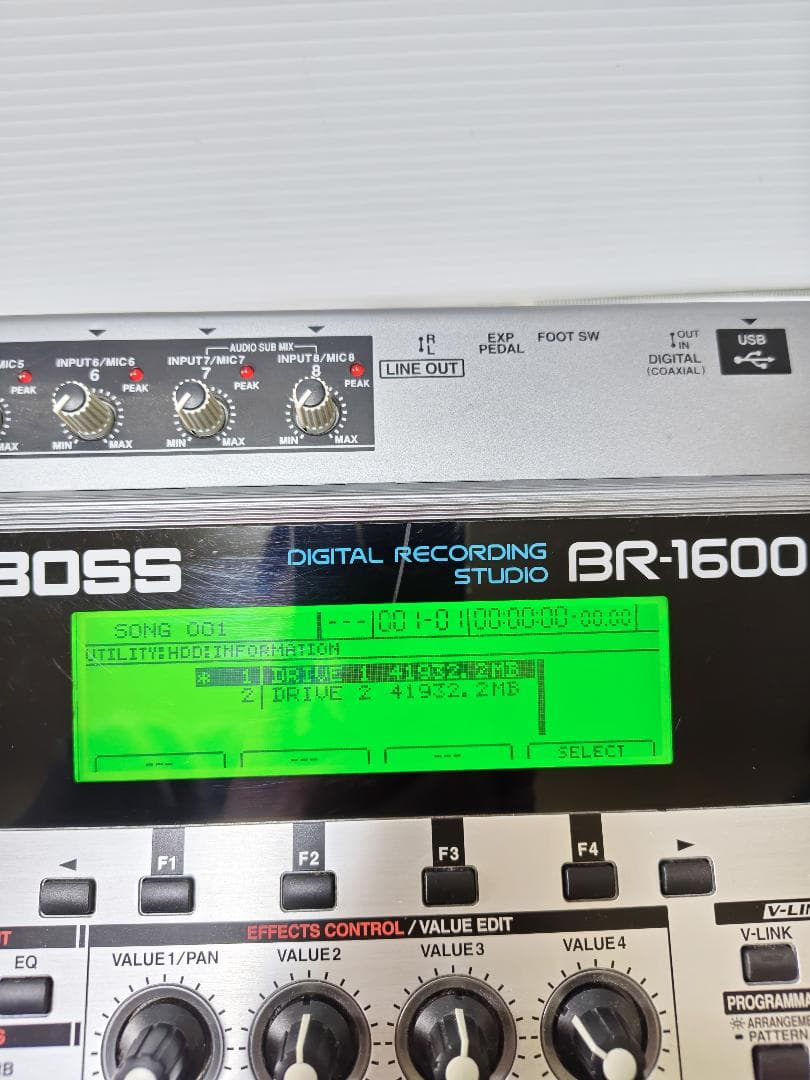 AUDIO SUB MIX
MIC5 INPUT6/MIC6 INPUT7/MIC7 INPUT8/MIC8
6 7 8
PEAK PEAK PEAK PEAK
MAX MIN MAX MIN MAX MIN MAX
R
L
LINE OUT
EXP
PEDAL
FOOT SW
OUT
IN
DIGITAL
(COAXIAL)
USB
BOSS
DIGITAL RECORDING
STUDIO
BR-1600
SONG 001 --- 001-01 00:00:00-00.00
UTILITY:HDD:INFORMATION
* 1 DRIVE 1 41932.2MB
2 DRIVE 2 41932.2MB
--- --- --- SELECT
F1 F2 F3 F4
EFFECTS CONTROL / VALUE EDIT
VALUE1/PAN VALUE2 VALUE3 VALUE4
EQ
V-LIN
V-LINK
PROGRAMMA
ARRANGEME
PATTERN